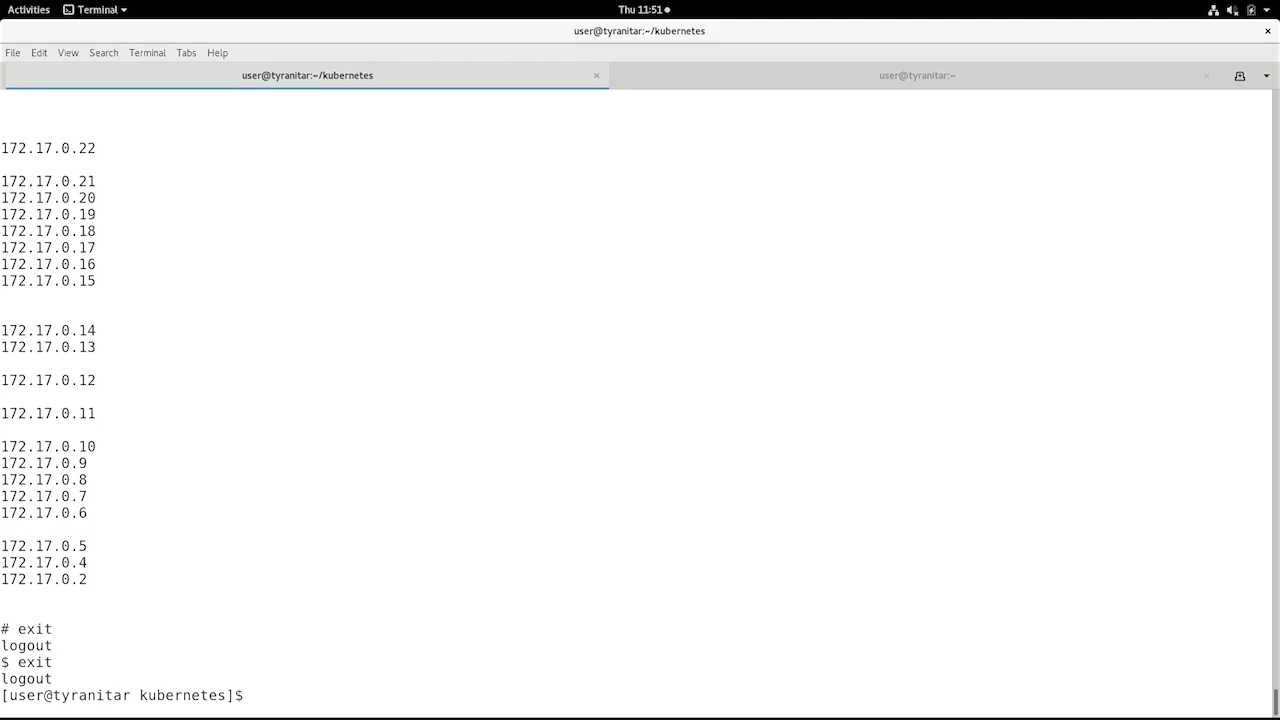 Activities Terminal Thu 11:51
user@tyranitar:~/kubernetes
File Edit View Search Terminal Tabs Help
user@tyranitar:~/kubernetes user@tyranitar:~
172.17.0.22
172.17.0.21
172.17.0.20
172.17.0.19
172.17.0.18
172.17.0.17
172.17.0.16
172.17.0.15
172.17.0.14
172.17.0.13
172.17.0.12
172.17.0.11
172.17.0.10
172.17.0.9
172.17.0.8
172.17.0.7
172.17.0.6
172.17.0.5
172.17.0.4
172.17.0.2
# exit
logout
$ exit
logout
[user@tyranitar kubernetes]$